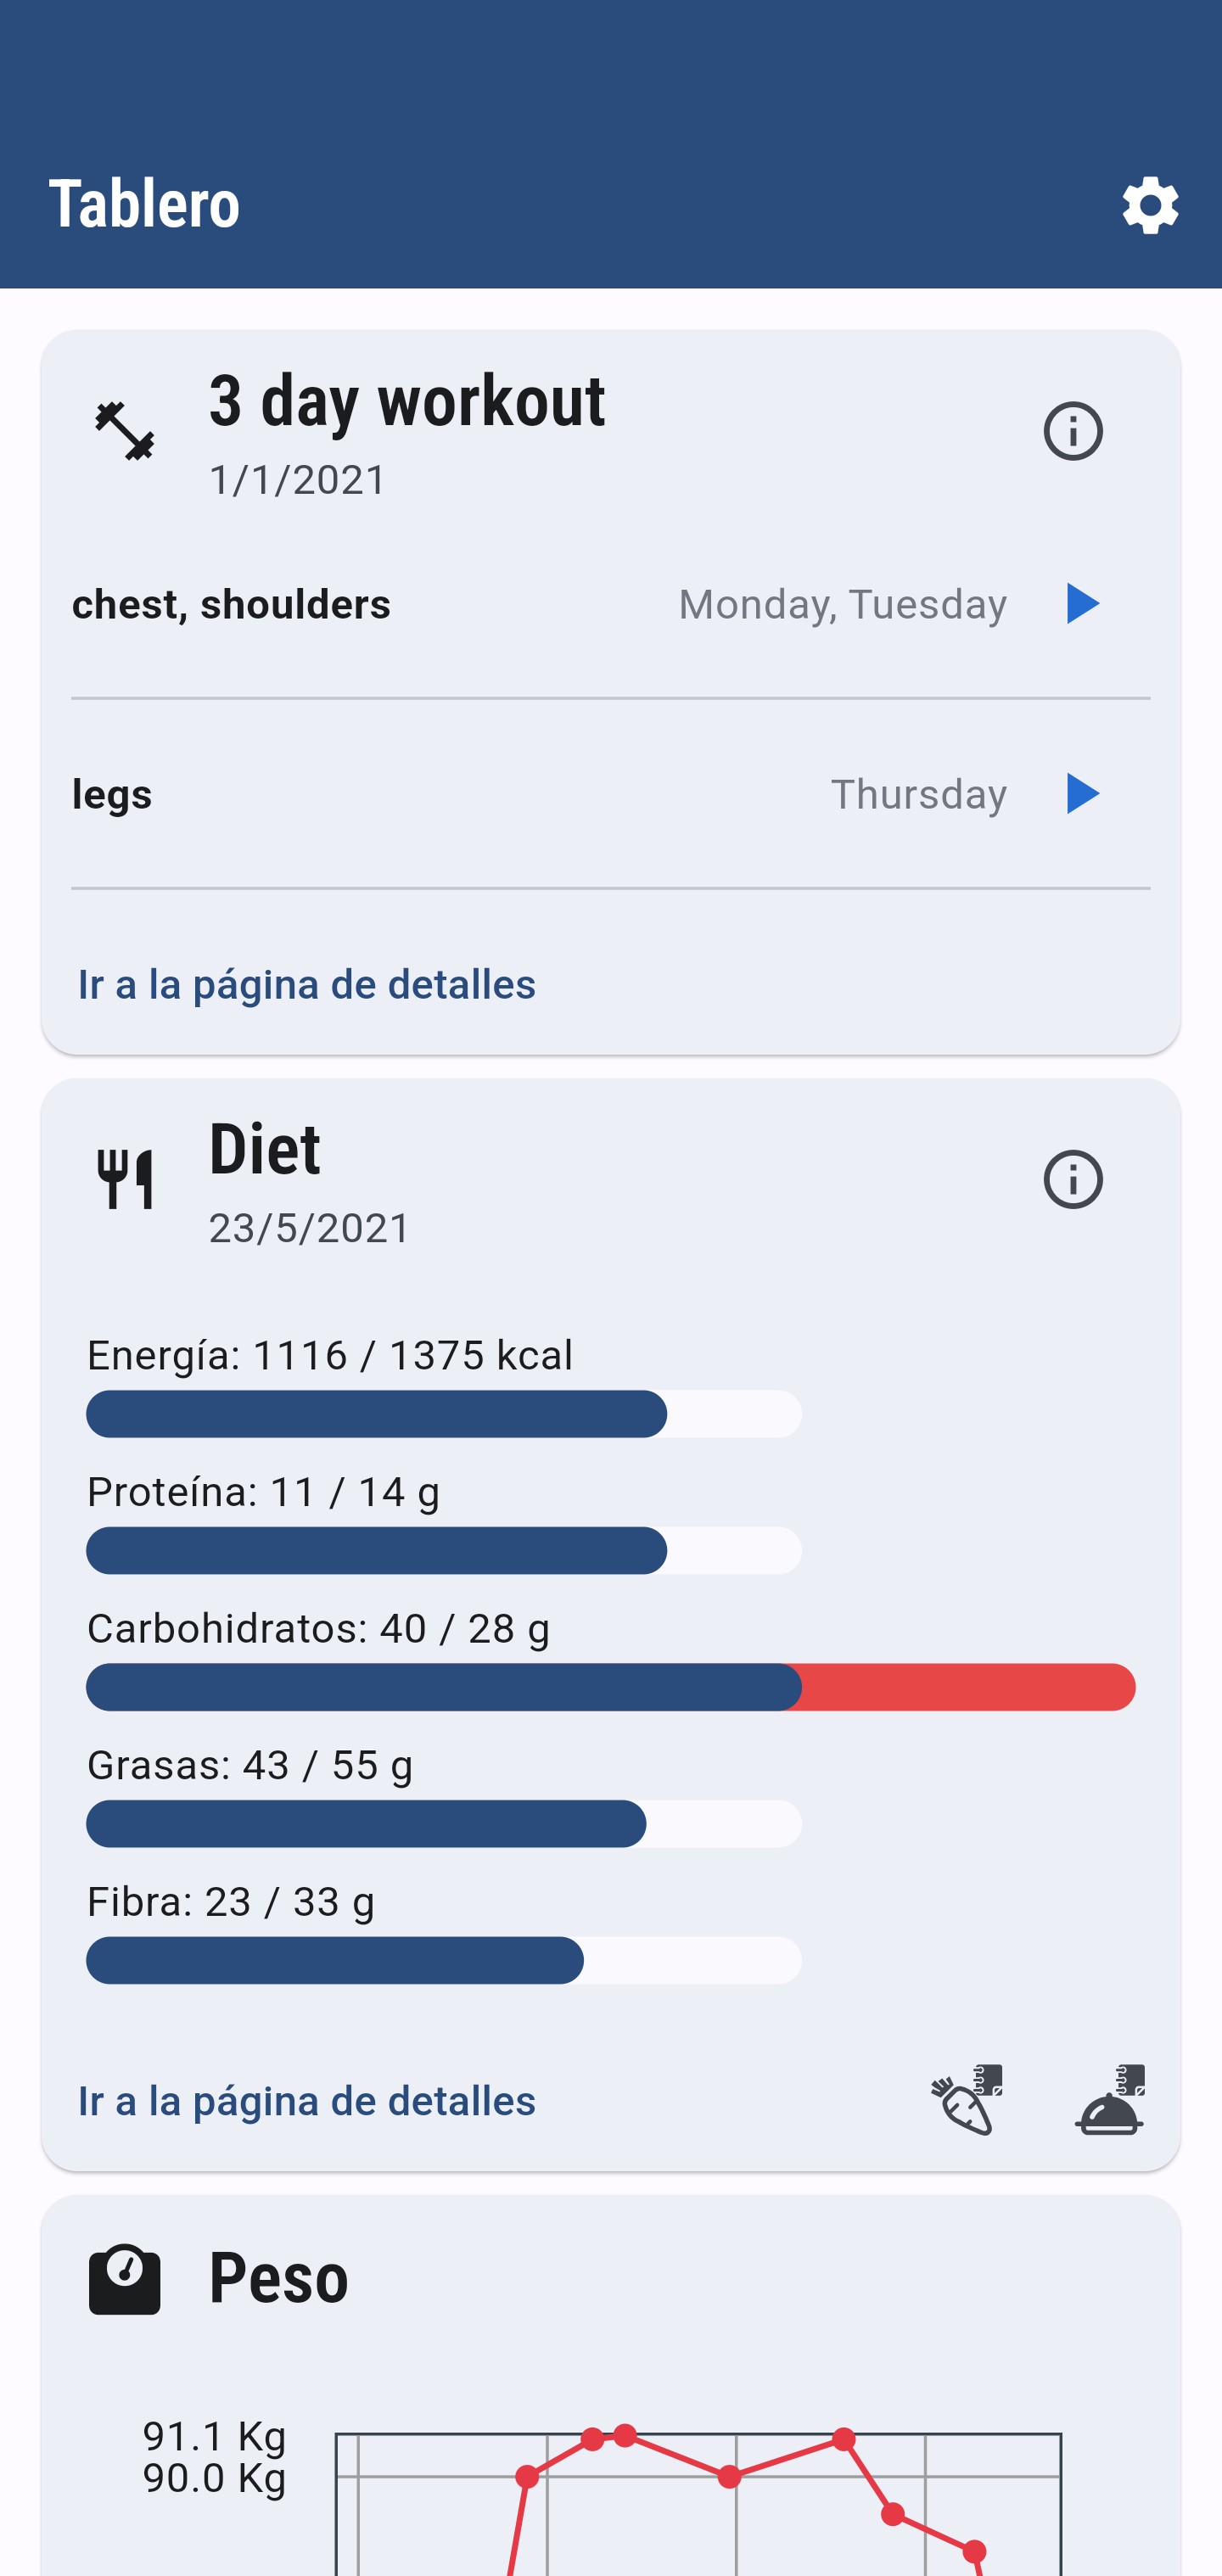 Tablero
3 day workout
1/1/2021
chest, shoulders Monday, Tuesday
legs Thursday
Ir a la página de detalles
Diet
23/5/2021
Energía: 1116 / 1375 kcal
Proteína: 11 / 14 g
Carbohidratos: 40 / 28 g
Grasas: 43 / 55 g
Fibra: 23 / 33 g
Ir a la página de detalles
Peso
91.1 Kg
90.0 Kg